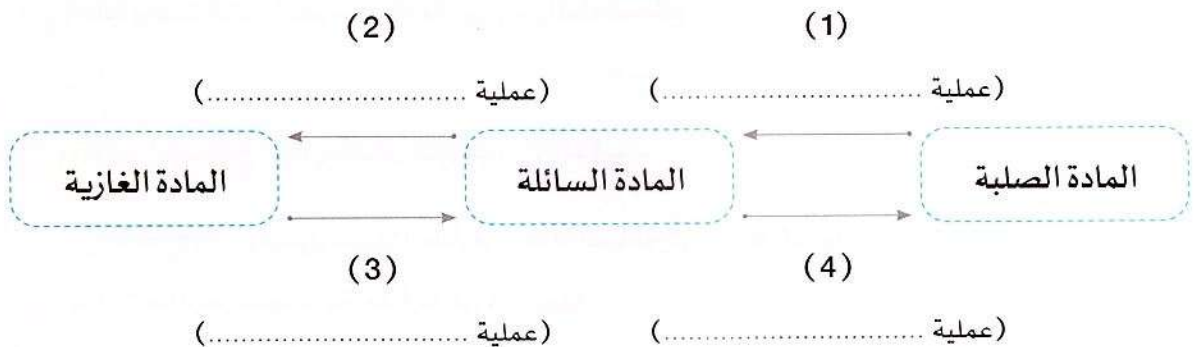 (1) (2)
(عملية ............................) (عملية ............................)
المادة الصلبة المادة السائلة المادة الغازية
(4) (3)
(عملية ............................) (عملية ............................)